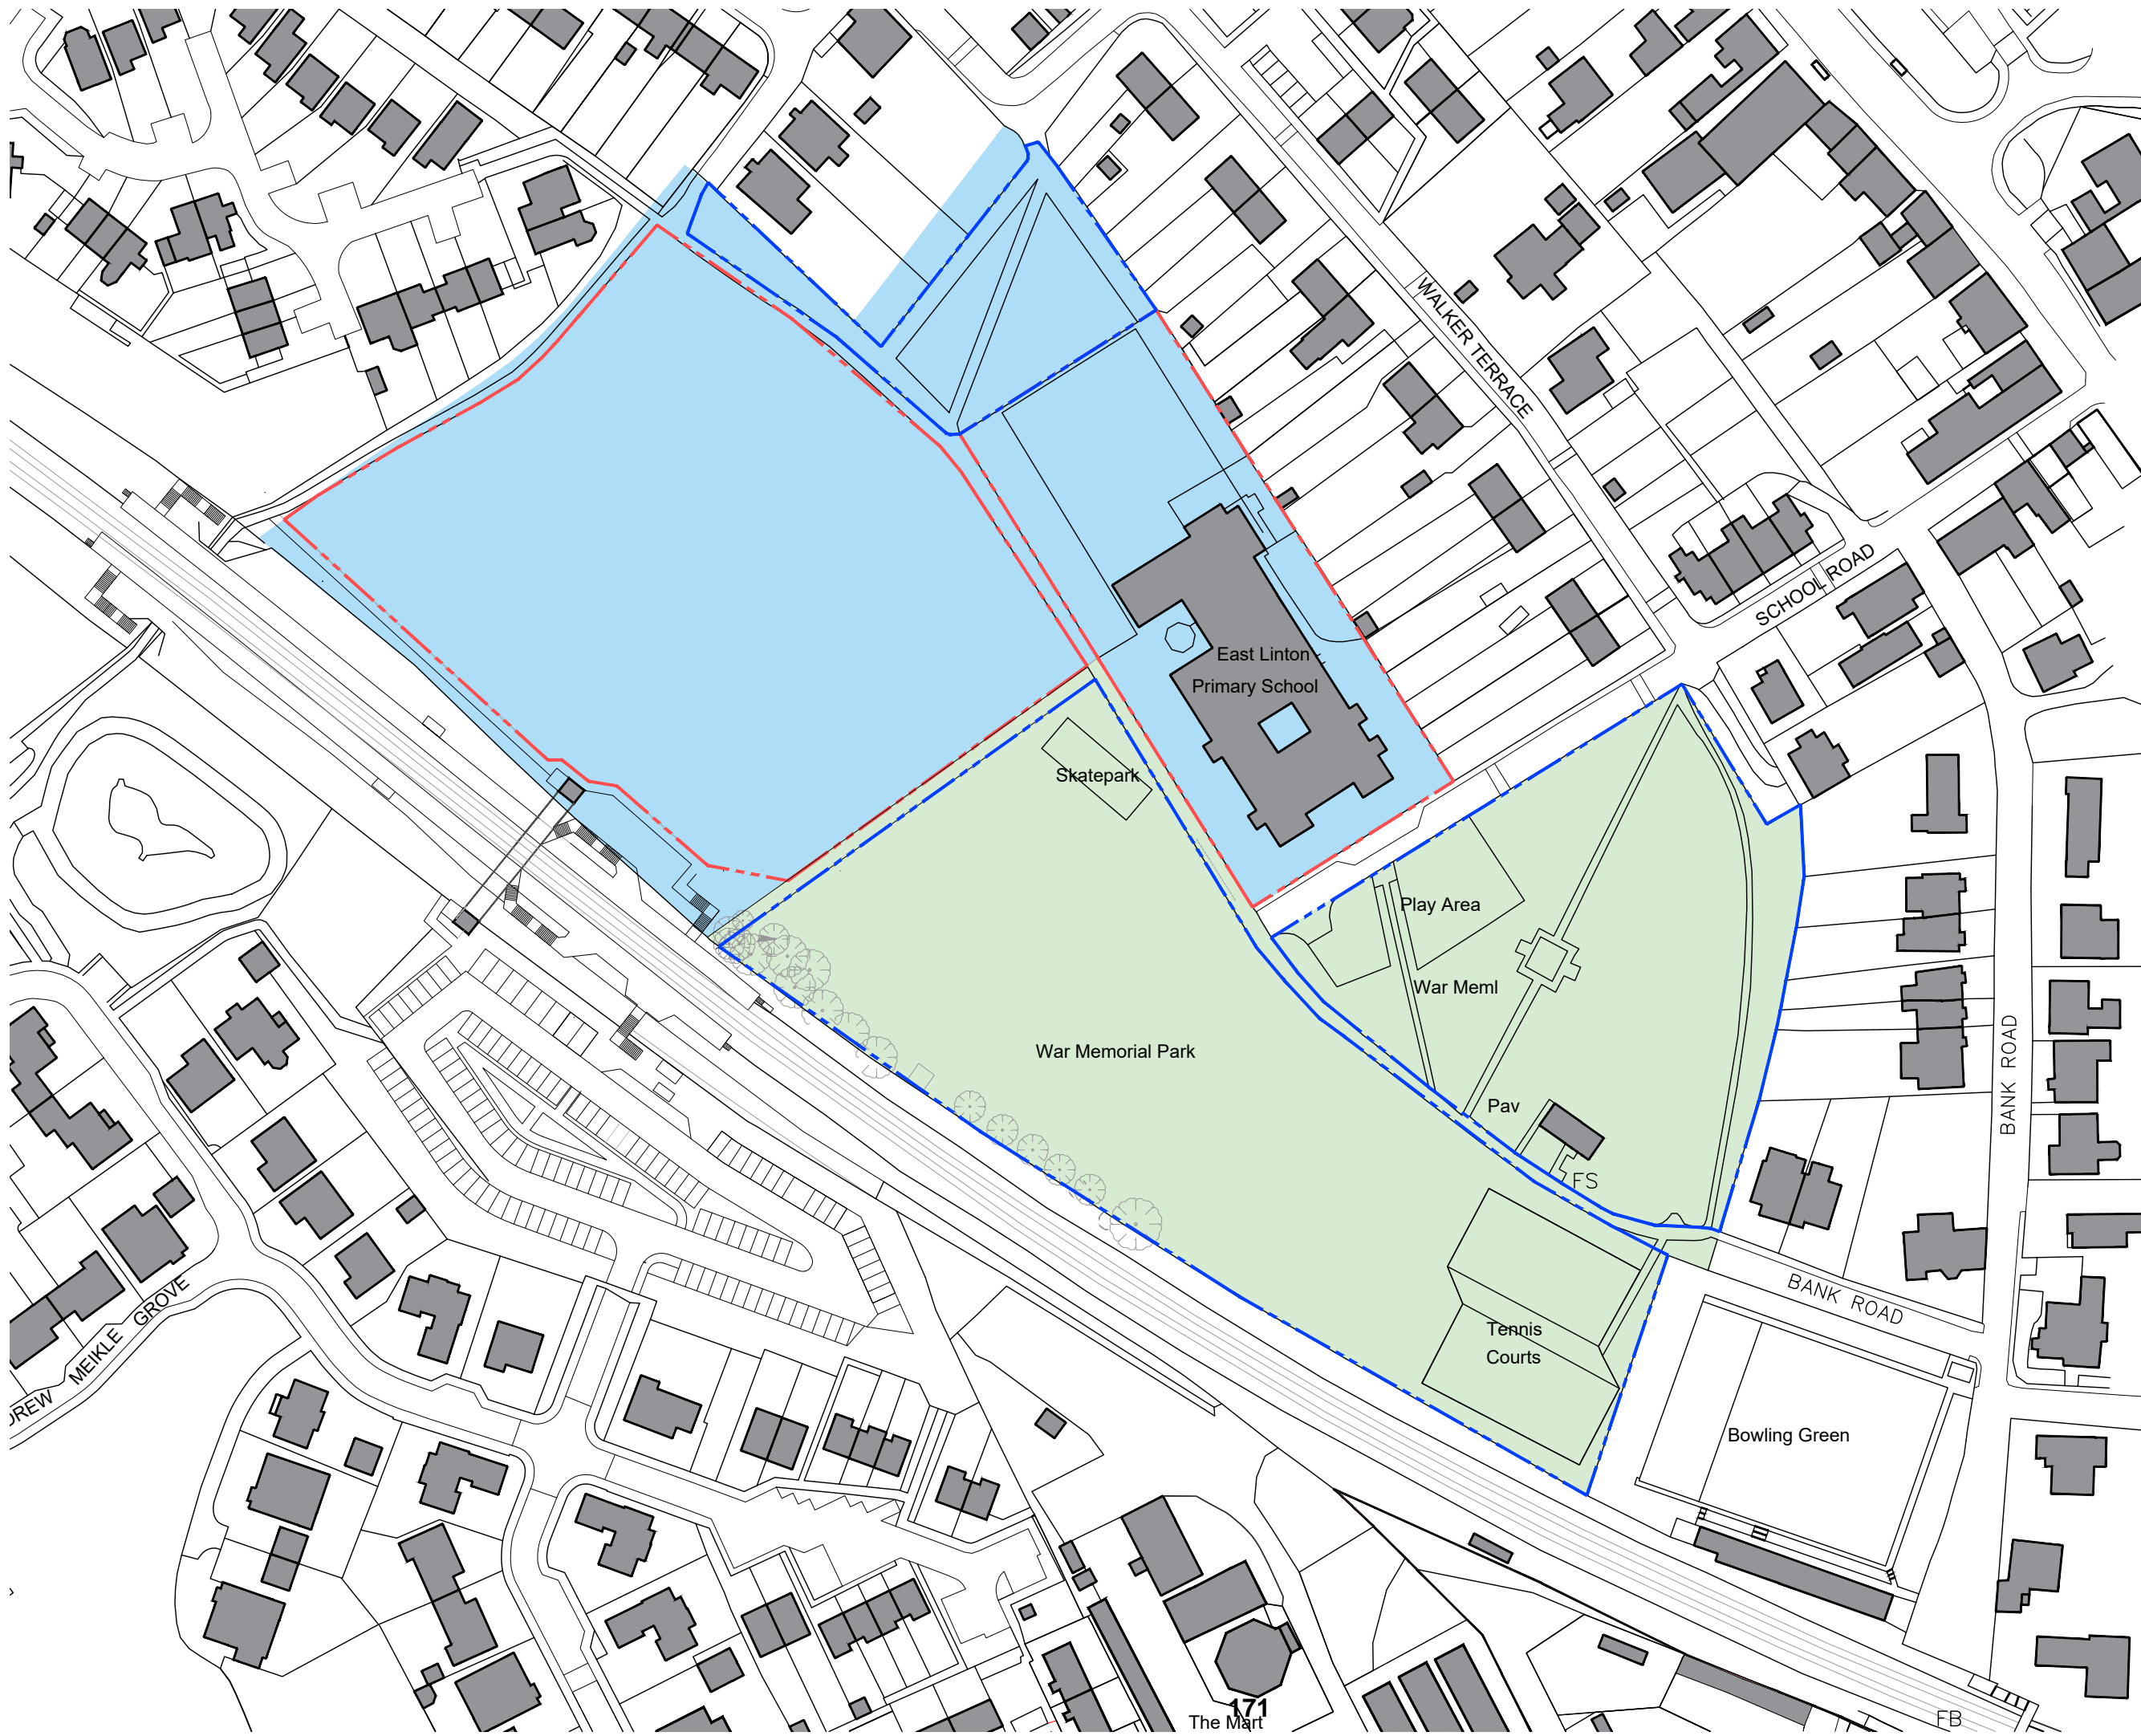 WALKER TERRACE
SCHOOL ROAD
East Linton
Primary School
Skatepark
Play Area
War Meml
War Memorial Park
Pav
FS
BANK ROAD
BANK ROAD
Tennis
Courts
Bowling Green
DREW MEIKLE GROVE
171
The Mart
FB